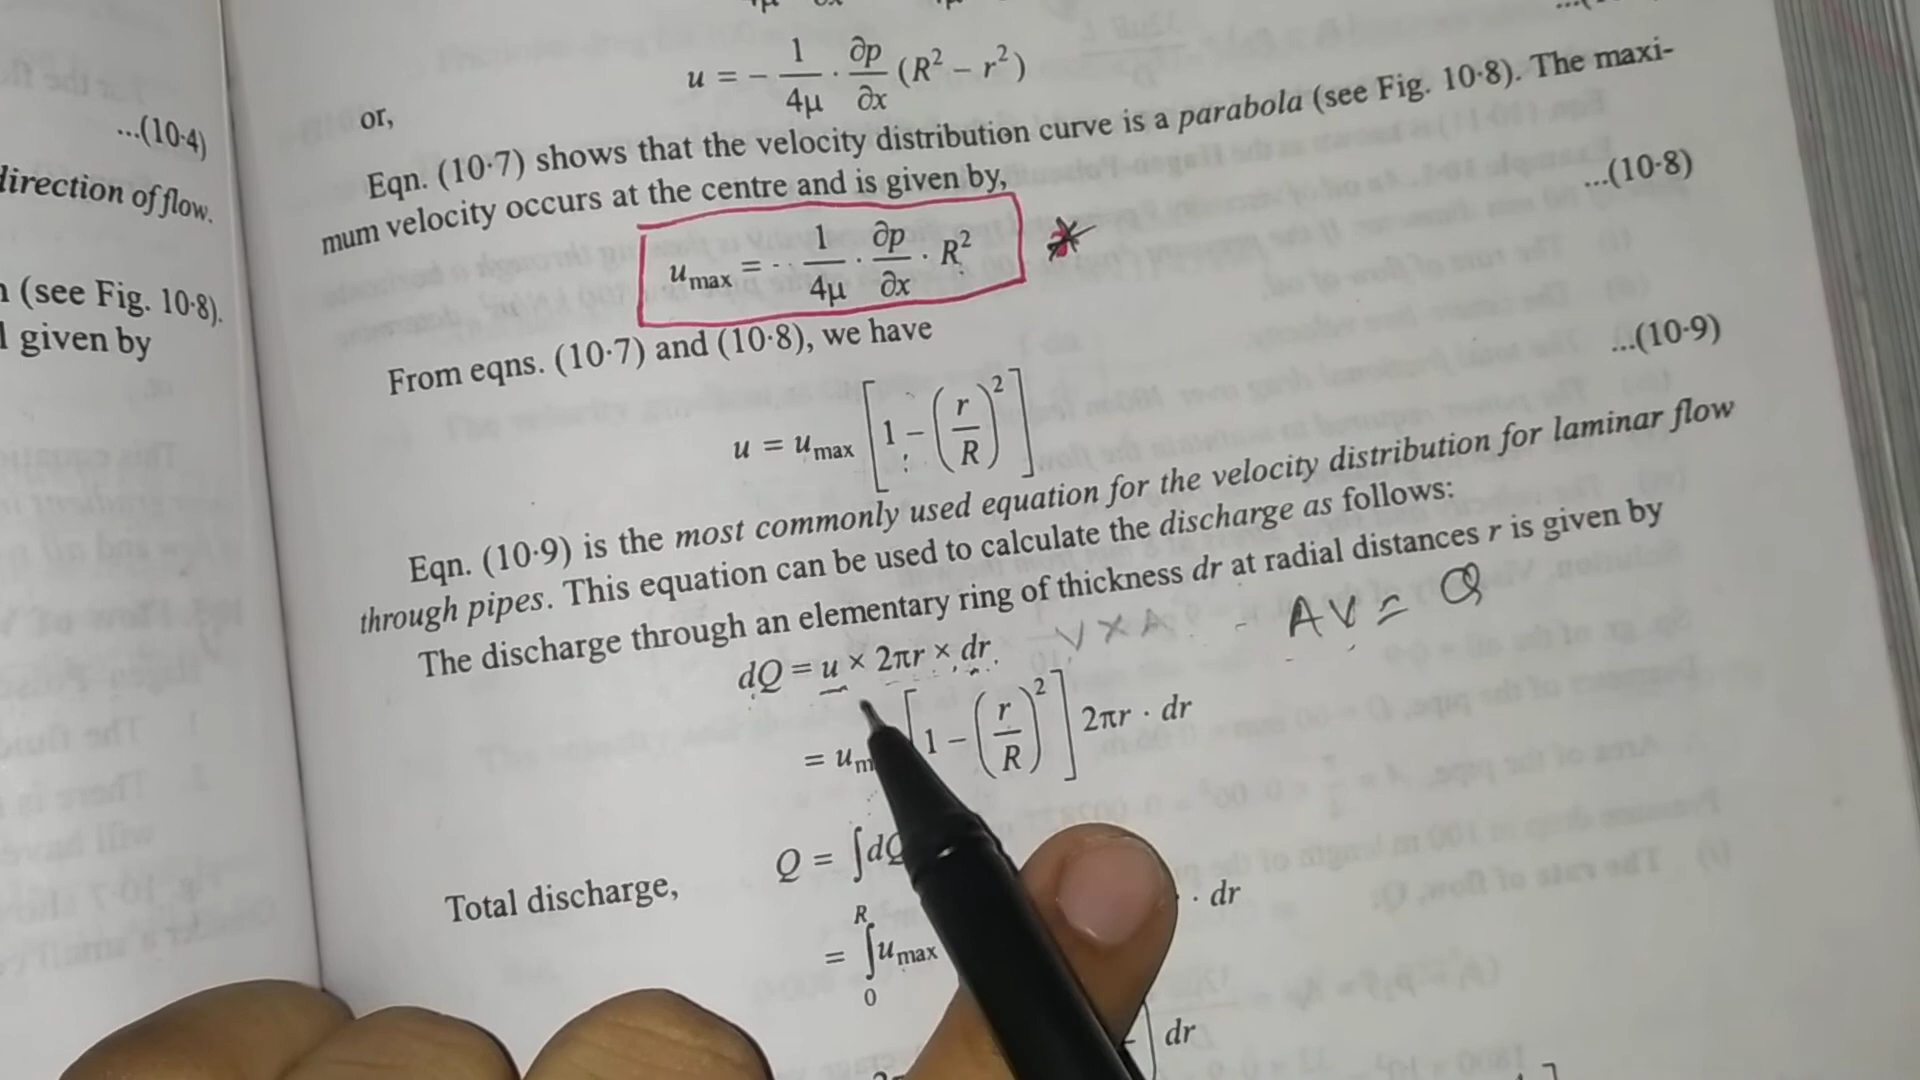 ...(10·4)
direction of flow.
(see Fig. 10·8).
given by
u = − 1/4μ · ∂p/∂x (R² − r²)
or,
Eqn. (10·7) shows that the velocity distribution curve is a parabola (see Fig. 10·8). The maxi-
mum velocity occurs at the centre and is given by,
...(10·8)
u max = - 1/4μ · ∂p/∂x · R²
From eqns. (10·7) and (10·8), we have
...(10·9)
u = u max [1 − (r/R)²]
Eqn. (10·9) is the most commonly used equation for the velocity distribution for laminar flow
through pipes. This equation can be used to calculate the discharge as follows:
The discharge through an elementary ring of thickness dr at radial distances r is given by
dQ = u × 2πr × dr
V × A
AV = Q
= u [1 − (r/R)²] 2πr · dr
Total discharge,
Q = ∫dQ
= ∫₀ᴿ u max · dr
dr